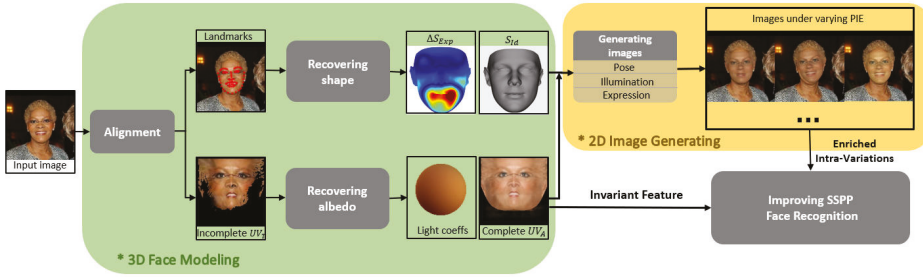 Input image
Alignment
Landmarks
Recovering
shape
ΔS_Exp
S_Id
Incomplete UV_T
Recovering
albedo
Light coeffs
Complete UV_A
* 3D Face Modeling
Generating
images
Pose
Illumination
Expression
Images under varying PIE
...
* 2D Image Generating
Enriched
Intra-Variations
Invariant Feature
Improving SSPP
Face Recognition